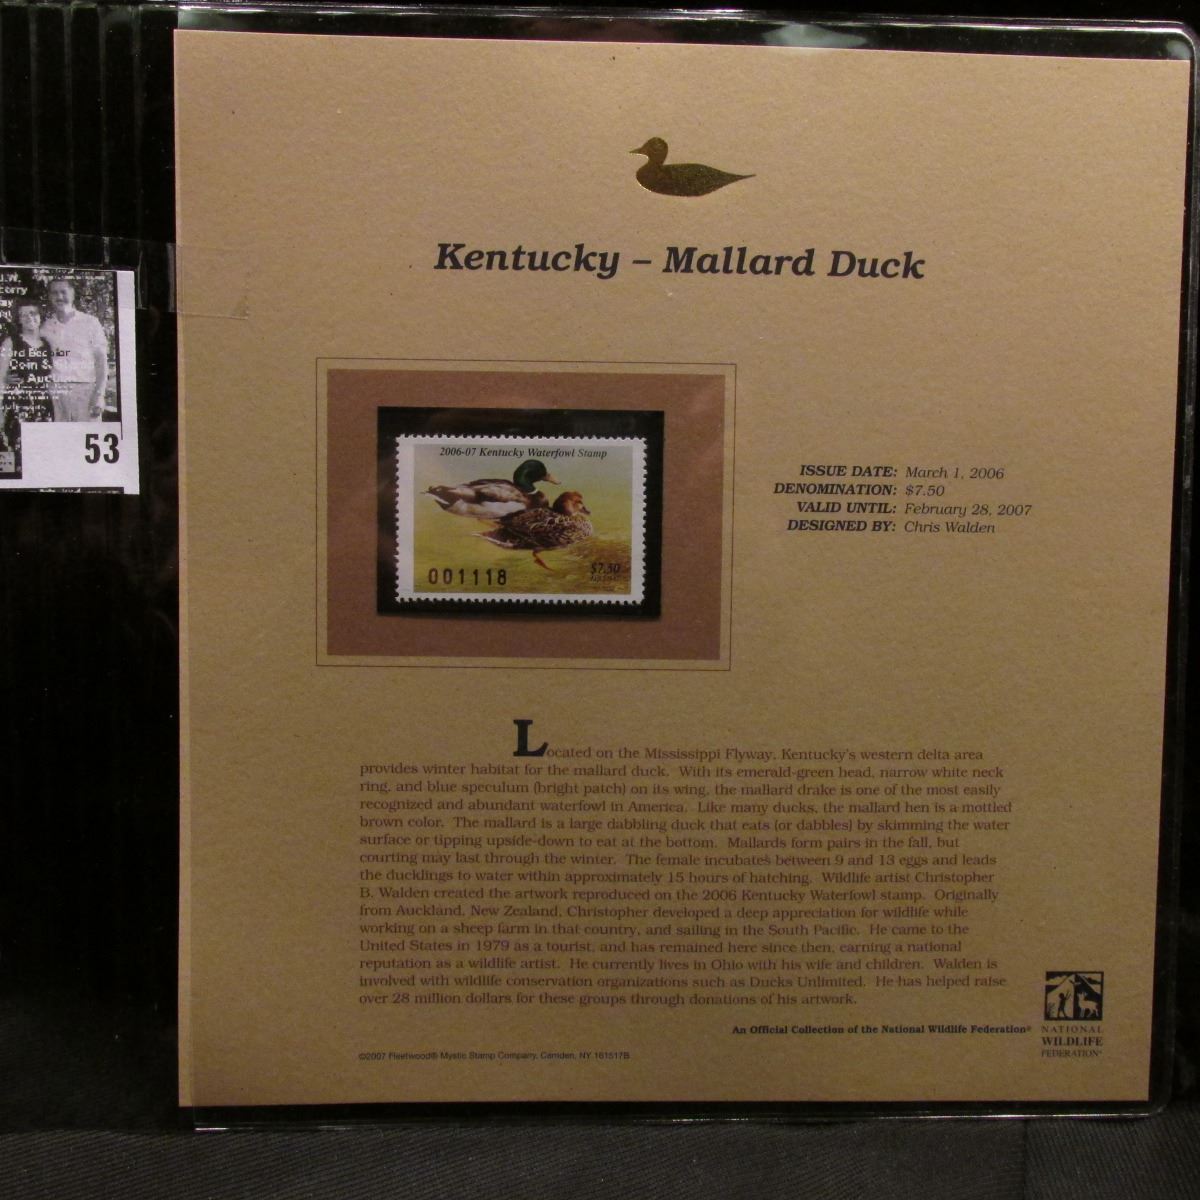 Kentucky – Mallard Duck
2006-07 Kentucky Waterfowl Stamp
001118
$7.50
ISSUE DATE: March 1, 2006
DENOMINATION: $7.50
VALID UNTIL: February 28, 2007
DESIGNED BY: Chris Walden
Located on the Mississippi Flyway, Kentucky's western delta area
provides winter habitat for the mallard duck. With its emerald-green head, narrow white neck
ring, and blue speculum (bright patch) on its wing, the mallard drake is one of the most easily
recognized and abundant waterfowl in America. Like many ducks, the mallard hen is a mottled
brown color. The mallard is a large dabbling duck that eats (or dabbles) by skimming the water
surface or tipping upside-down to eat at the bottom. Mallards form pairs in the fall, but
courting may last through the winter. The female incubates between 9 and 13 eggs and leads
the ducklings to water within approximately 15 hours of hatching. Wildlife artist Christopher
B. Walden created the artwork reproduced on the 2006 Kentucky Waterfowl stamp. Originally
from Auckland, New Zealand, Christopher developed a deep appreciation for wildlife while
working on a sheep farm in that country, and sailing in the South Pacific. He came to the
United States in 1979 as a tourist, and has remained here since then, earning a national
reputation as a wildlife artist. He currently lives in Ohio with his wife and children. Walden is
involved with wildlife conservation organizations such as Ducks Unlimited. He has helped raise
over 28 million dollars for these groups through donations of his artwork.
An Official Collection of the National Wildlife Federation®
NATIONAL
WILDLIFE
FEDERATION®
©2007 Fleetwood® Mystic Stamp Company, Camden, NY 161517B
Coin &
53